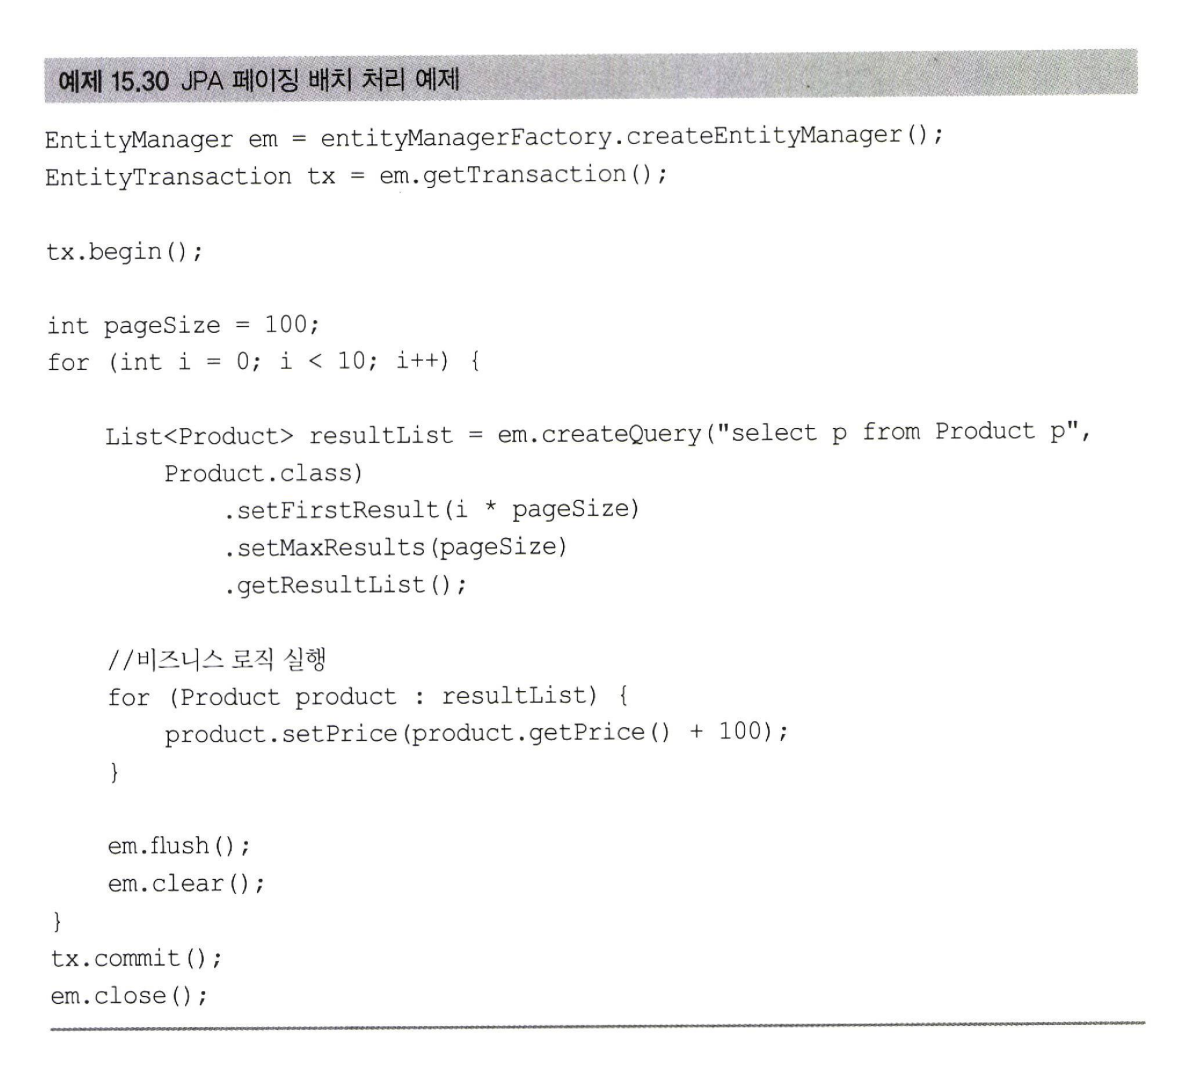 예제 15.30 JPA 페이징 배치 처리 예제
EntityManager em = entityManagerFactory.createEntityManager();
EntityTransaction tx = em.getTransaction();
tx.begin();
int pageSize = 100;
for (int i = 0; i < 10; i++) {
List<Product> resultList = em.createQuery("select p from Product p",
Product.class)
.setFirstResult(i * pageSize)
.setMaxResults(pageSize)
.getResultList();
//비즈니스 로직 실행
for (Product product : resultList) {
product.setPrice(product.getPrice() + 100);
}
em.flush();
em.clear();
}
tx.commit();
em.close();